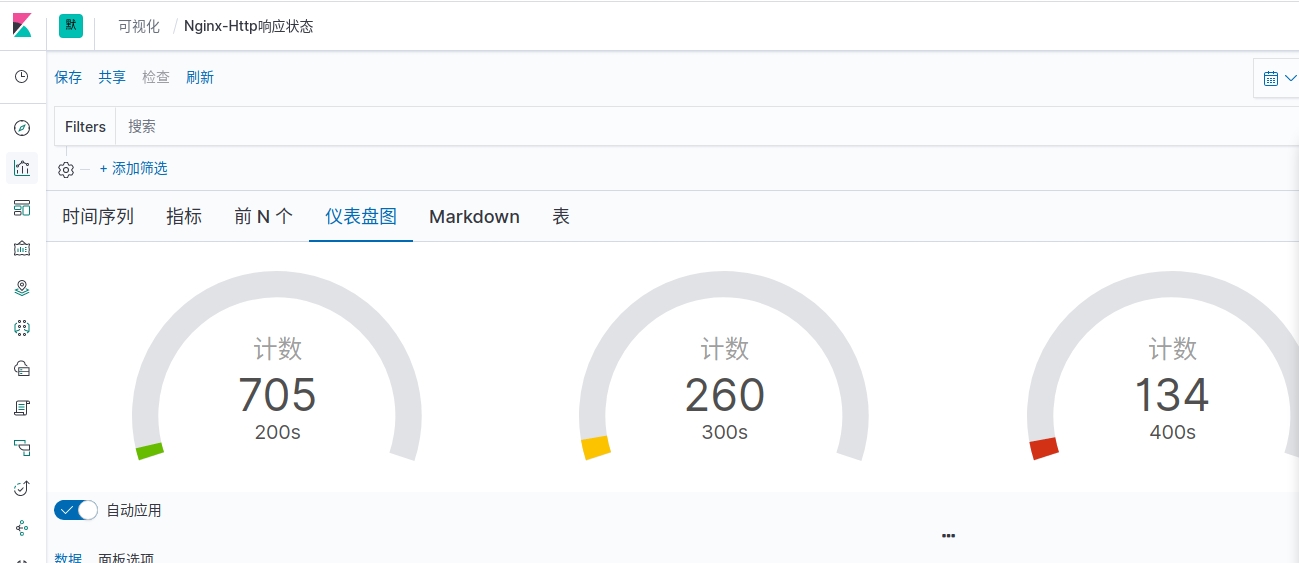 默 可视化 / Nginx-Http响应状态
保存 共享 检查 刷新
Filters 搜索
+ 添加筛选
时间序列 指标 前 N 个 仪表盘图 Markdown 表
计数 计数 计数
705 260 134
200s 300s 400s
自动应用
数据 面板选项